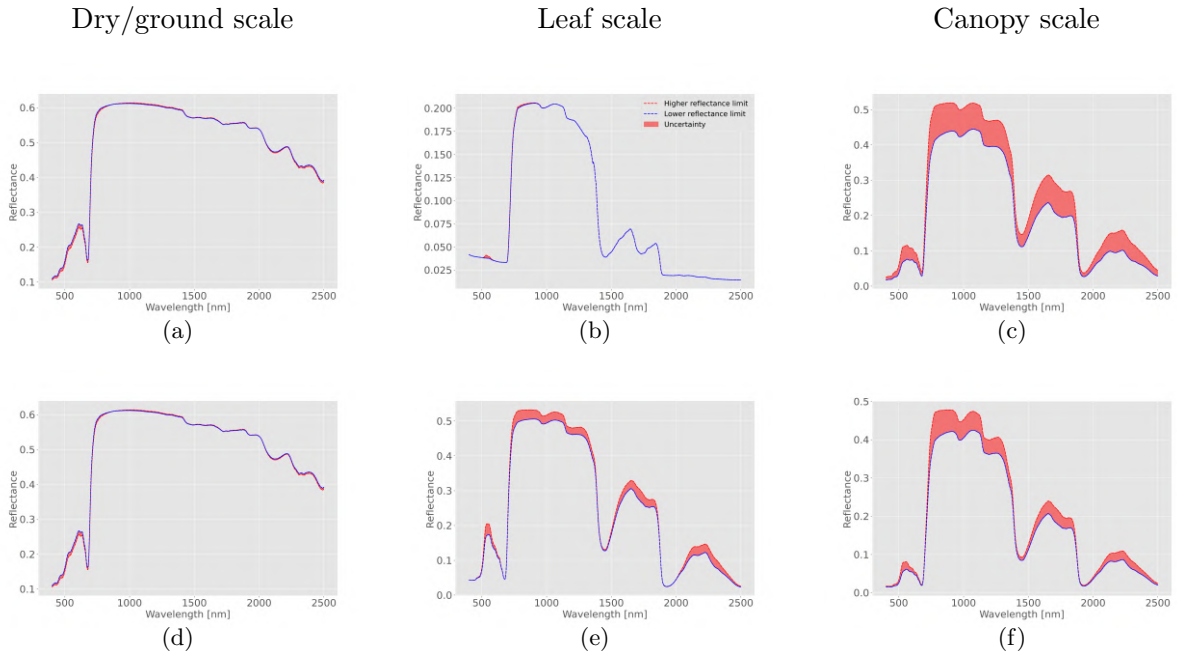 Dry/ground scale
Leaf scale
Canopy scale
0.6
0.5
0.4
0.3
0.2
0.1
Reflectance
500 1000 1500 2000 2500
Wavelength [nm]
(a)
0.200
0.175
0.150
0.125
0.100
0.075
0.050
0.025
Reflectance
Higher reflectance limit
Lower reflectance limit
Uncertainty
500 1000 1500 2000 2500
Wavelength [nm]
(b)
0.5
0.4
0.3
0.2
0.1
0.0
Reflectance
500 1000 1500 2000 2500
Wavelength [nm]
(c)
0.6
0.5
0.4
0.3
0.2
0.1
Reflectance
500 1000 1500 2000 2500
Wavelength [nm]
(d)
0.5
0.4
0.3
0.2
0.1
0.0
Reflectance
500 1000 1500 2000 2500
Wavelength [nm]
(e)
0.5
0.4
0.3
0.2
0.1
0.0
Reflectance
500 1000 1500 2000 2500
Wavelength [nm]
(f)